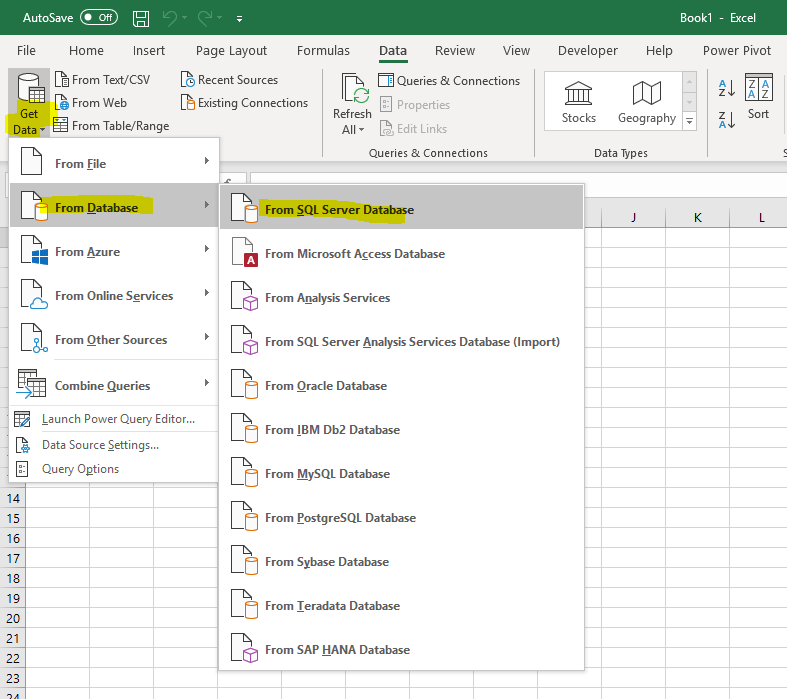 AutoSave Off Book1 - Excel
File Home Insert Page Layout Formulas Data Review View Developer Help Power Pivot
Get
Data
From Text/CSV
From Web
From Table/Range
Recent Sources
Existing Connections
Refresh
All
Queries & Connections
Properties
Edit Links
Queries & Connections
Stocks
Geography
Data Types
A
Z
Z
A
Z A
A Z
Sort
From File
From Database
From Azure
From Online Services
From Other Sources
Combine Queries
Launch Power Query Editor...
Data Source Settings...
Query Options
From SQL Server Database
A
From Microsoft Access Database
From Analysis Services
From SQL Server Analysis Services Database (Import)
From Oracle Database
From IBM Db2 Database
From MySQL Database
From PostgreSQL Database
From Sybase Database
From Teradata Database
From SAP HANA Database
J K L
14
15
16
17
18
19
20
21
22
23
24